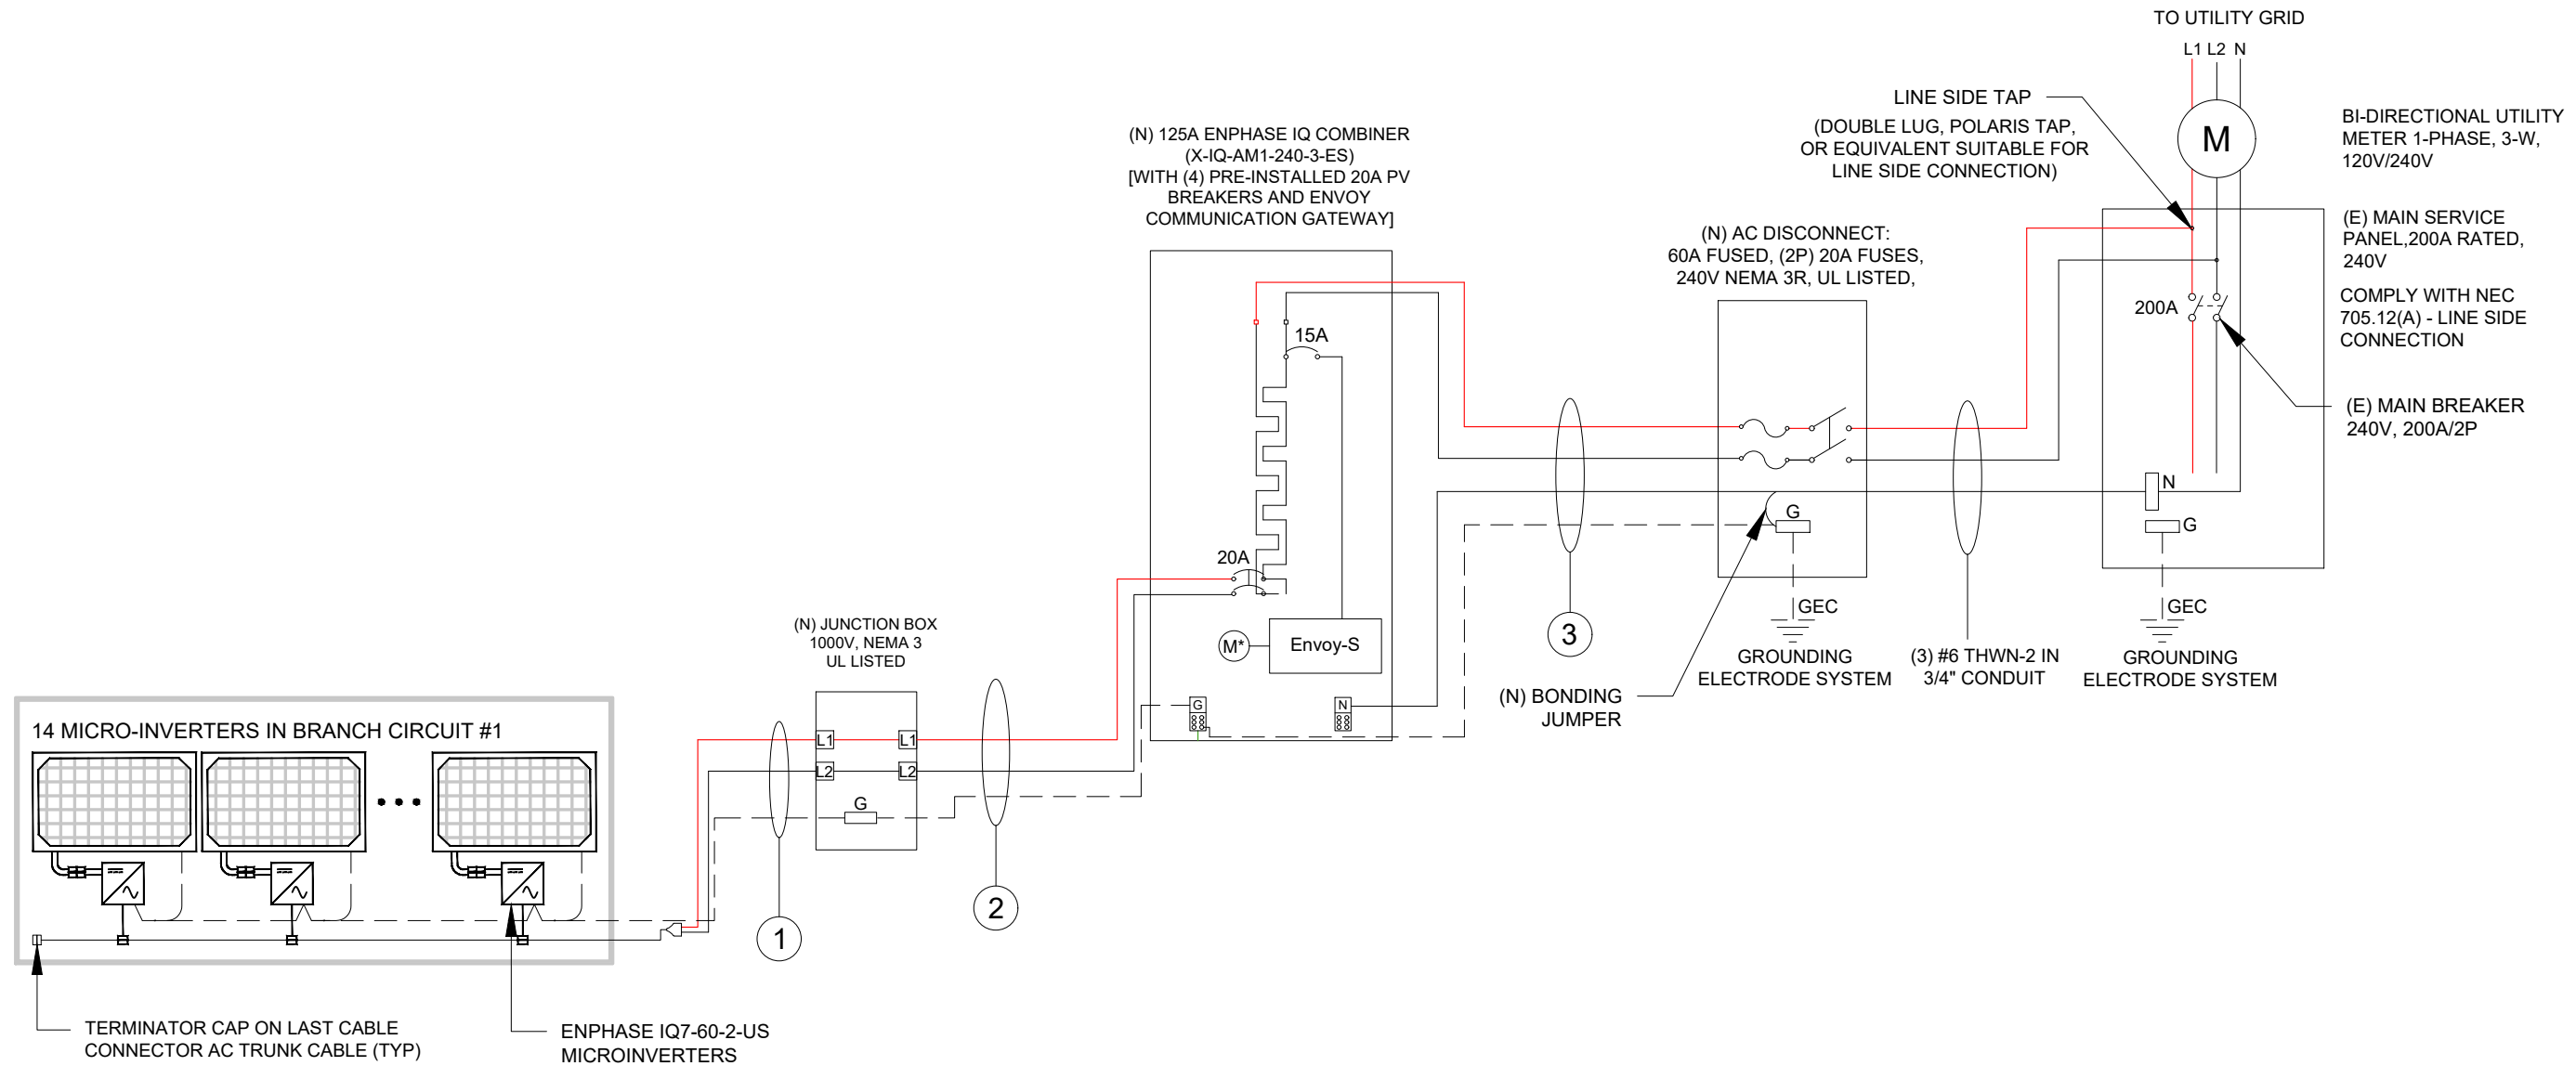 TO UTILITY GRID
L1 L2 N
M
LINE SIDE TAP
(DOUBLE LUG, POLARIS TAP,
OR EQUIVALENT SUITABLE FOR
LINE SIDE CONNECTION)
BI-DIRECTIONAL UTILITY
METER 1-PHASE, 3-W,
120V/240V
(E) MAIN SERVICE
PANEL,200A RATED,
240V
COMPLY WITH NEC
705.12(A) - LINE SIDE
CONNECTION
200A
(E) MAIN BREAKER
240V, 200A/2P
N
G
GEC
GROUNDING
ELECTRODE SYSTEM
(N) 125A ENPHASE IQ COMBINER
(X-IQ-AM1-240-3-ES)
[WITH (4) PRE-INSTALLED 20A PV
BREAKERS AND ENVOY
COMMUNICATION GATEWAY]
15A
20A
M*
Envoy-S
G
N
(N) AC DISCONNECT:
60A FUSED, (2P) 20A FUSES,
240V NEMA 3R, UL LISTED,
G
GEC
GROUNDING
ELECTRODE SYSTEM
(3) #6 THWN-2 IN
3/4" CONDUIT
3
(N) BONDING
JUMPER
(N) JUNCTION BOX
1000V, NEMA 3
UL LISTED
L1
L1
L2
L2
G
1
2
14 MICRO-INVERTERS IN BRANCH CIRCUIT #1
TERMINATOR CAP ON LAST CABLE
CONNECTOR AC TRUNK CABLE (TYP)
ENPHASE IQ7-60-2-US
MICROINVERTERS